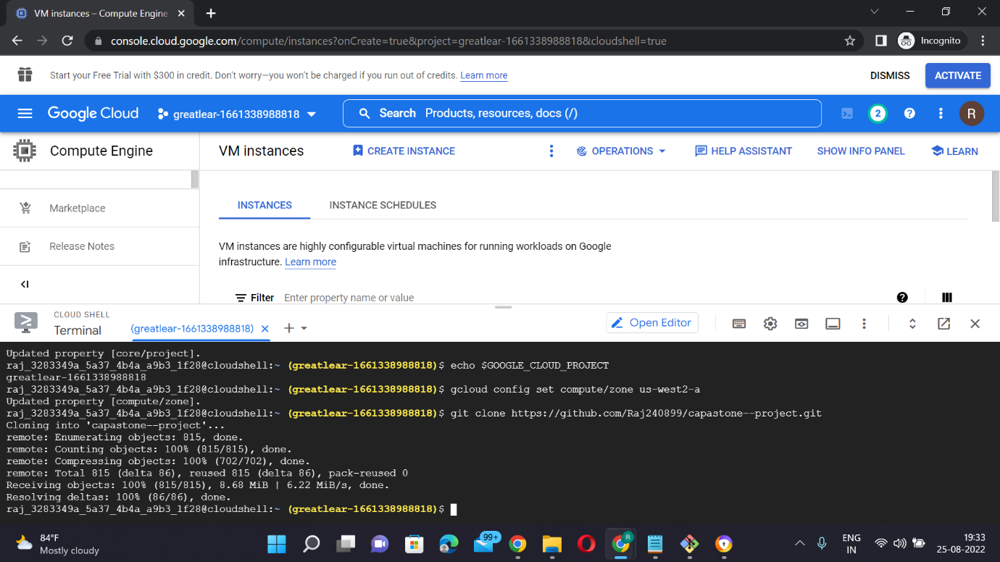 VM instances – Compute Engine
console.cloud.google.com/compute/instances?onCreate=true&project=greatlear-1661338988818&cloudshell=true
Incognito
Start your Free Trial with $300 in credit. Don't worry—you won't be charged if you run out of credits. Learn more
DISMISS
ACTIVATE
Google Cloud
greatlear-1661338988818
Search Products, resources, docs (/)
2
R
Compute Engine
VM instances
CREATE INSTANCE
OPERATIONS
HELP ASSISTANT
SHOW INFO PANEL
LEARN
Marketplace
Release Notes
INSTANCES
INSTANCE SCHEDULES
VM instances are highly configurable virtual machines for running workloads on Google
infrastructure. Learn more
Filter Enter property name or value
CLOUD SHELL
Terminal
(greatlear-1661338988818)
Open Editor
Updated property [core/project].
raj_3283349a_5a37_4b4a_a9b3_1f28@cloudshell:~ (greatlear-1661338988818)$ echo $GOOGLE_CLOUD_PROJECT
greatlear-1661338988818
raj_3283349a_5a37_4b4a_a9b3_1f28@cloudshell:~ (greatlear-1661338988818)$ gcloud config set compute/zone us-west2-a
Updated property [compute/zone].
raj_3283349a_5a37_4b4a_a9b3_1f28@cloudshell:~ (greatlear-1661338988818)$ git clone https://github.com/Raj240899/capastone--project.git
Cloning into 'capastone--project'...
remote: Enumerating objects: 815, done.
remote: Counting objects: 100% (815/815), done.
remote: Compressing objects: 100% (702/702), done.
remote: Total 815 (delta 86), reused 815 (delta 86), pack-reused 0
Receiving objects: 100% (815/815), 8.68 MiB | 6.22 MiB/s, done.
Resolving deltas: 100% (86/86), done.
raj_3283349a_5a37_4b4a_a9b3_1f28@cloudshell:~ (greatlear-1661338988818)$
84°F
Mostly cloudy
99+
R
ENG
IN
19:33
25-08-2022